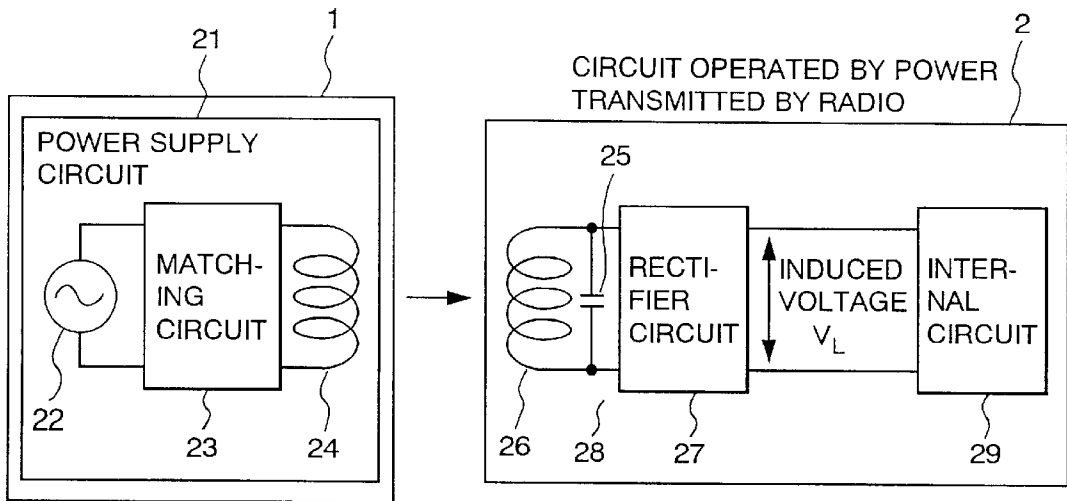 21
1
2
CIRCUIT OPERATED BY POWER
TRANSMITTED BY RADIO
POWER SUPPLY
CIRCUIT
25
MATCH-
ING
CIRCUIT
RECTI-
FIER
CIRCUIT
INDUCED
VOLTAGE
VL
INTER-
NAL
CIRCUIT
22
23
24
26
28
27
29